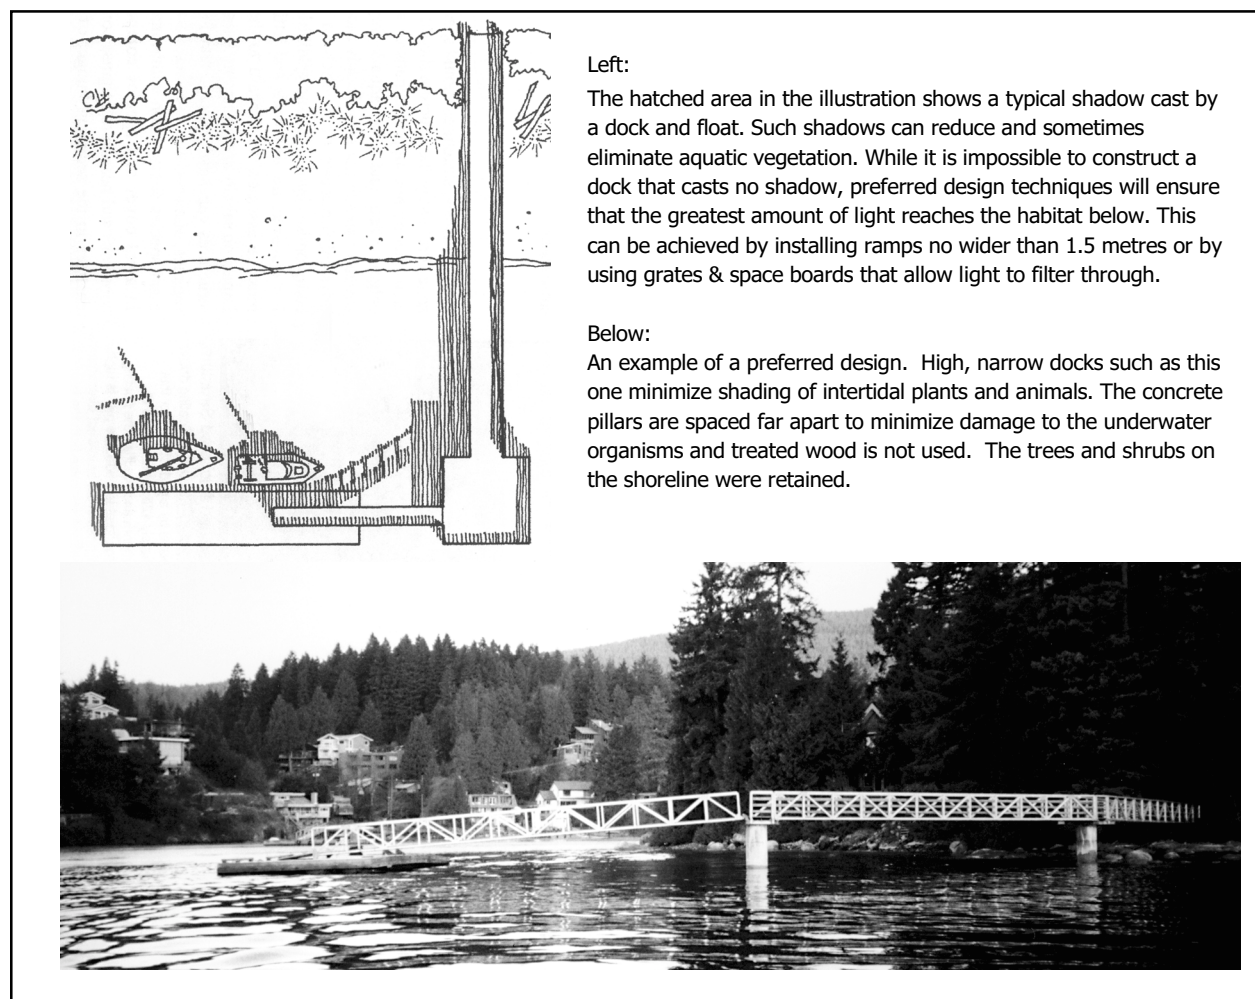 Left:
The hatched area in the illustration shows a typical shadow cast by
a dock and float. Such shadows can reduce and sometimes
eliminate aquatic vegetation. While it is impossible to construct a
dock that casts no shadow, preferred design techniques will ensure
that the greatest amount of light reaches the habitat below. This
can be achieved by installing ramps no wider than 1.5 metres or by
using grates & space boards that allow light to filter through.
Below:
An example of a preferred design.  High, narrow docks such as this
one minimize shading of intertidal plants and animals. The concrete
pillars are spaced far apart to minimize damage to the underwater
organisms and treated wood is not used.  The trees and shrubs on
the shoreline were retained.